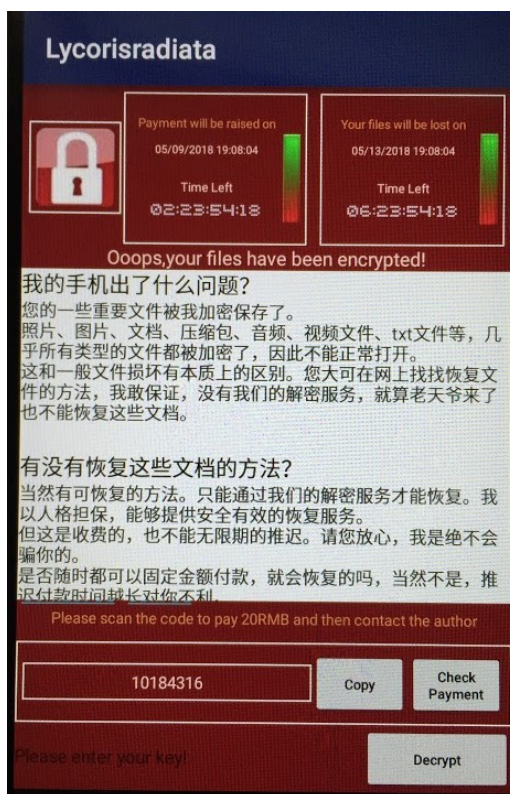 Lycorisradiata
Payment will be raised on
05/09/2018 19:08:04
Time Left
02:23:54:18
Your files will be lost on
05/13/2018 19:08:04
Time Left
06:23:54:18
Ooops,your files have been encrypted!
我的手机出了什么问题？
您的一些重要文件被我加密保存了。
照片、图片、文档、压缩包、音频、视频文件、txt文件等，几
乎所有类型的文件都被加密了，因此不能正常打开。
这和一般文件损坏有本质上的区别。您大可在网上找找恢复文
件的方法，我敢保证，没有我们的解密服务，就算老天爷来了
也不能恢复这些文档。
有没有恢复这些文档的方法？
当然有可恢复的方法。只能通过我们的解密服务才能恢复。我
以人格担保，能够提供安全有效的恢复服务。
但这是收费的，也不能无限期的推迟。请您放心，我是绝不会
骗你的。
是否随时都可以固定金额付款，就会恢复的吗，当然不是，推
迟付款时间越长对你不利。
Please scan the code to pay 20RMB and then contact the author
10184316
Copy
Check
Payment
Please enter your key!
Decrypt